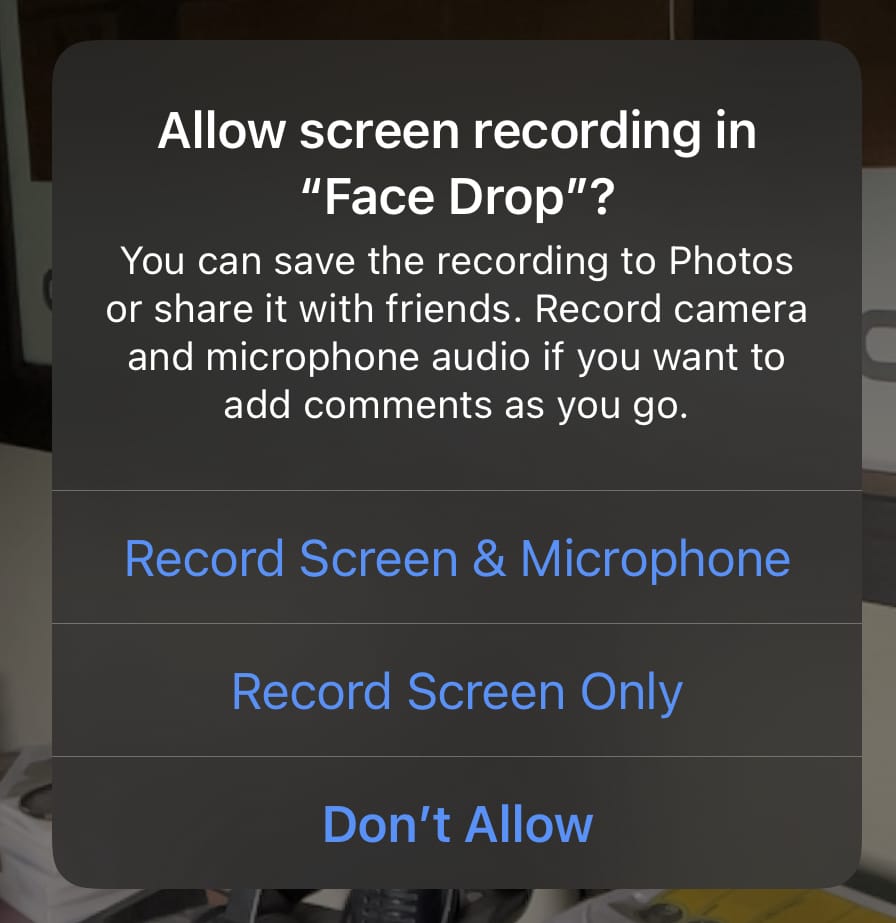 Allow screen recording in
“Face Drop”?
You can save the recording to Photos
or share it with friends. Record camera
and microphone audio if you want to
add comments as you go.
Record Screen & Microphone
Record Screen Only
Don’t Allow